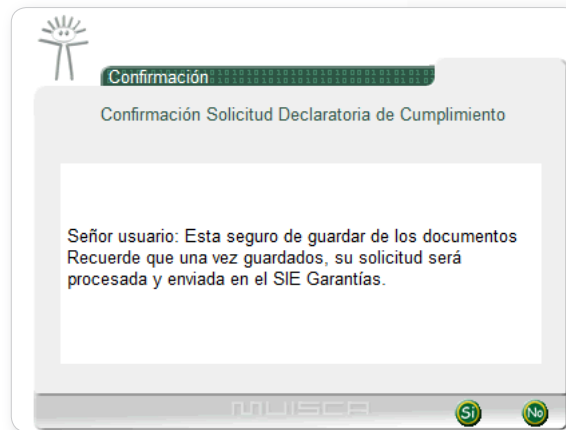 Confirmación
Confirmación Solicitud Declaratoria de Cumplimiento
Señor usuario: Esta seguro de guardar de los documentos
Recuerde que una vez guardados, su solicitud será
procesada y enviada en el SIE Garantías.
MUISCA
Si No